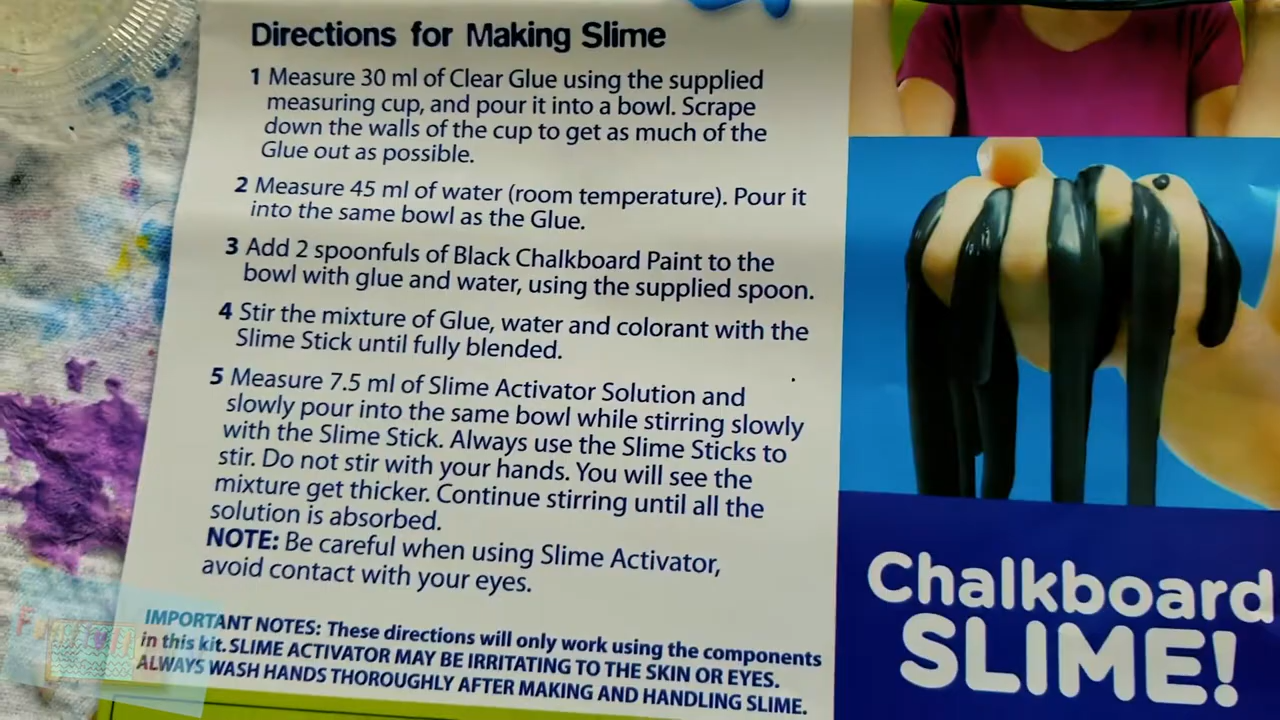 Directions for Making Slime
1 Measure 30 ml of Clear Glue using the supplied
measuring cup, and pour it into a bowl. Scrape
down the walls of the cup to get as much of the
Glue out as possible.
2 Measure 45 ml of water (room temperature). Pour it
into the same bowl as the Glue.
3 Add 2 spoonfuls of Black Chalkboard Paint to the
bowl with glue and water, using the supplied spoon.
4 Stir the mixture of Glue, water and colorant with the
Slime Stick until fully blended.
5 Measure 7.5 ml of Slime Activator Solution and
slowly pour into the same bowl while stirring slowly
with the Slime Stick. Always use the Slime Sticks to
stir. Do not stir with your hands. You will see the
mixture get thicker. Continue stirring until all the
solution is absorbed.
NOTE: Be careful when using Slime Activator,
avoid contact with your eyes.
IMPORTANT NOTES: These directions will only work using the components
in this kit. SLIME ACTIVATOR MAY BE IRRITATING TO THE SKIN OR EYES.
ALWAYS WASH HANDS THOROUGHLY AFTER MAKING AND HANDLING SLIME.
Chalkboard
SLIME!